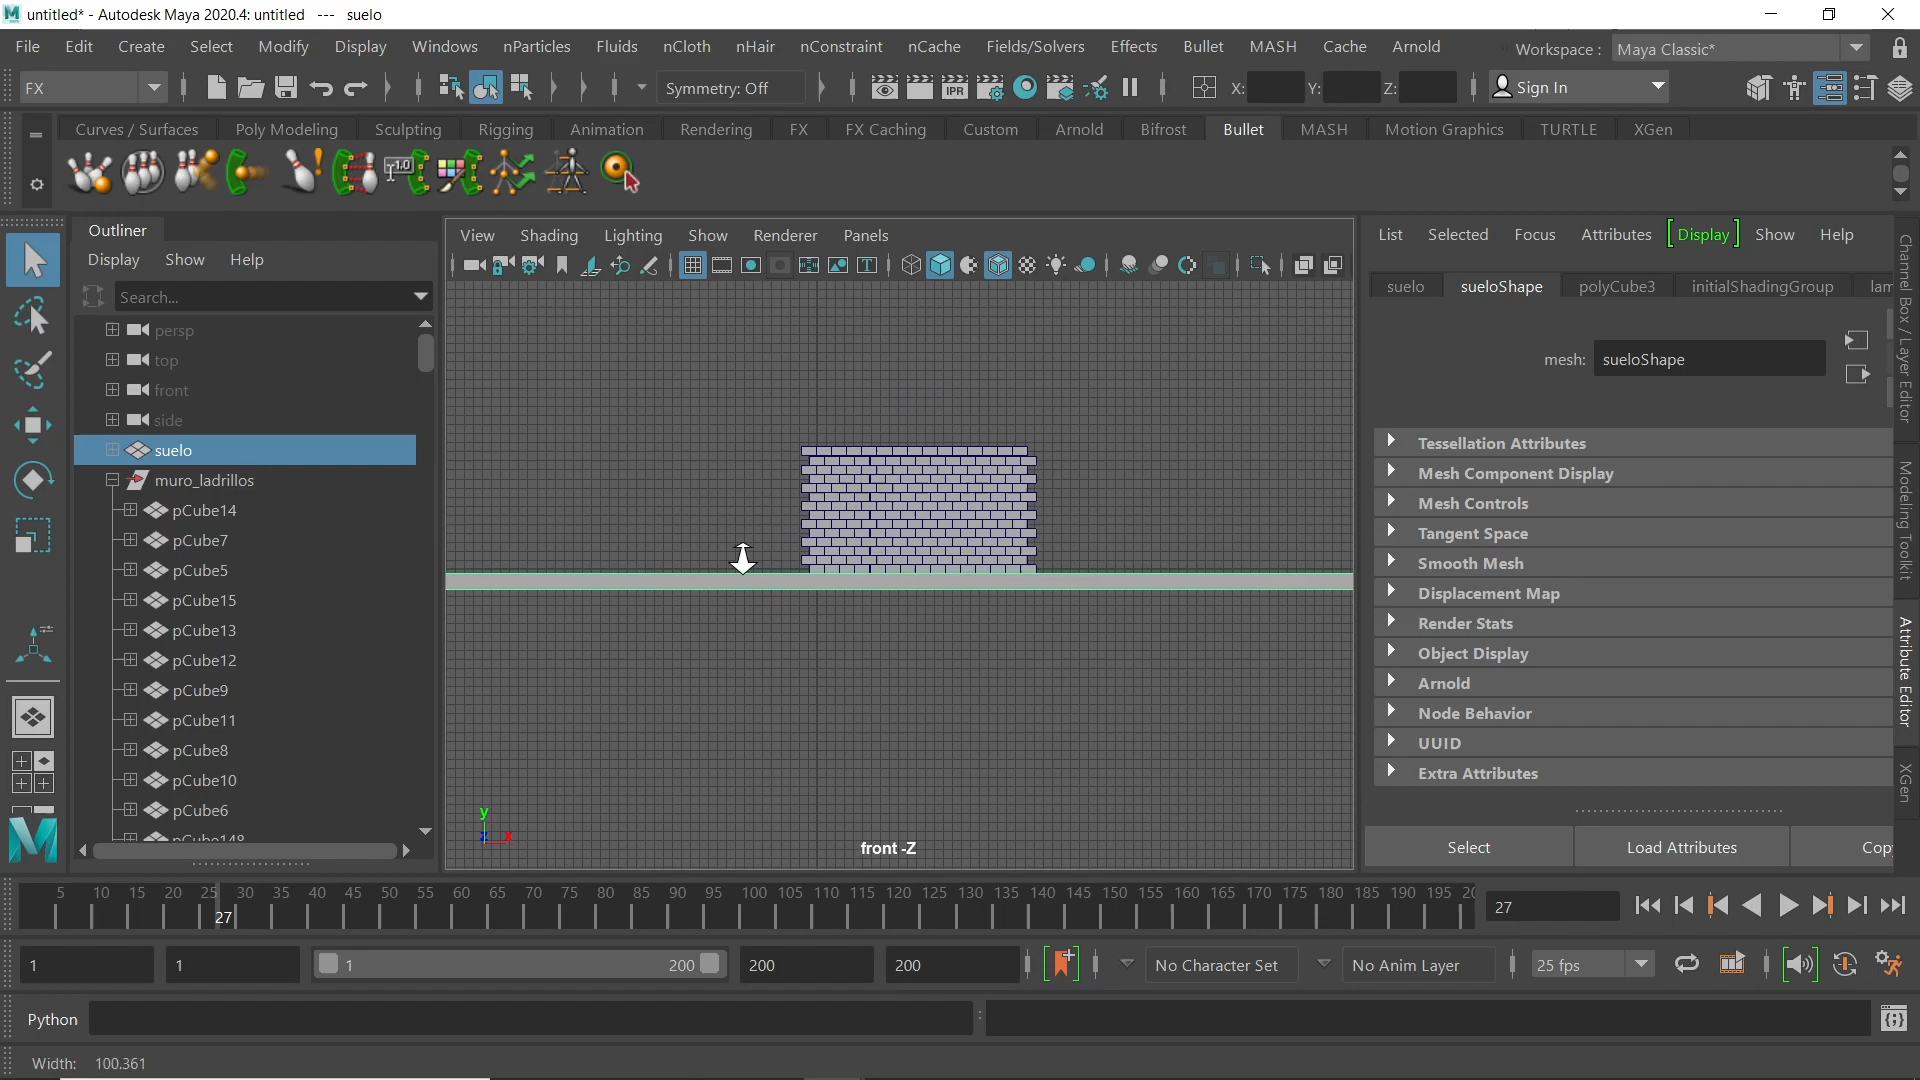 untitled* - Autodesk Maya 2020.4: untitled --- suelo
File Edit Create Select Modify Display Windows nParticles Fluids nCloth nHair nConstraint nCache Fields/Solvers Effects Bullet MASH Cache Arnold Workspace : Maya Classic*
FX Symmetry: Off IPR X: Y: Z: Sign In
Curves / Surfaces Poly Modeling Sculpting Rigging Animation Rendering FX FX Caching Custom Arnold Bifrost Bullet MASH Motion Graphics TURTLE XGen
1.0
Outliner
Display Show Help
Search...
persp
top
front
side
suelo
muro_ladrillos
pCube14
pCube7
pCube5
pCube15
pCube13
pCube12
pCube9
pCube11
pCube8
pCube10
pCube6
pCube148
View Shading Lighting Show Renderer Panels
y
z x
front -Z
List Selected Focus Attributes Display Show Help
suelo sueloShape polyCube3 initialShadingGroup lam
mesh: sueloShape
Tessellation Attributes
Mesh Component Display
Mesh Controls
Tangent Space
Smooth Mesh
Displacement Map
Render Stats
Object Display
Arnold
Node Behavior
UUID
Extra Attributes
Select Load Attributes Cop
Channel Box / Layer Editor
Modeling Toolkit
Attribute Editor
XGen
5 10 15 20 25 30 35 40 45 50 55 60 65 70 75 80 85 90 95 100 105 110 115 120 125 130 135 140 145 150 155 160 165 170 175 180 185 190 195 20
27 27
1 1 1 200 200 200 No Character Set No Anim Layer 25 fps
Python :
Width: 100.361